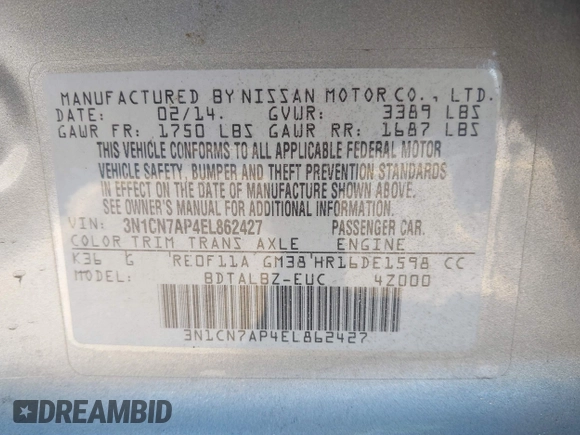 MANUFACTURED BY NISSAN MOTOR CO., LTD.
DATE: 02/14. GVWR: 3389 LBS
GAWR FR: 1750 LBS GAWR RR: 1687 LBS
THIS VEHICLE CONFORMS TO ALL APPLICABLE FEDERAL MOTOR
VEHICLE SAFETY, BUMPER AND THEFT PREVENTION STANDARDS
IN EFFECT ON THE DATE OF MANUFACTURE SHOWN ABOVE.
SEE OWNER'S MANUAL FOR ADDITIONAL INFORMATION
VIN: 3N1CN7AP4EL862427 PASSENGER CAR.
COLOR TRIM TRANS AXLE ENGINE
K36 G RE0F11A GM38 HR16DE1598 CC
MODEL: BDTALBZ-EUC 4Z000
3N1CN7AP4EL862427
DREAMBID